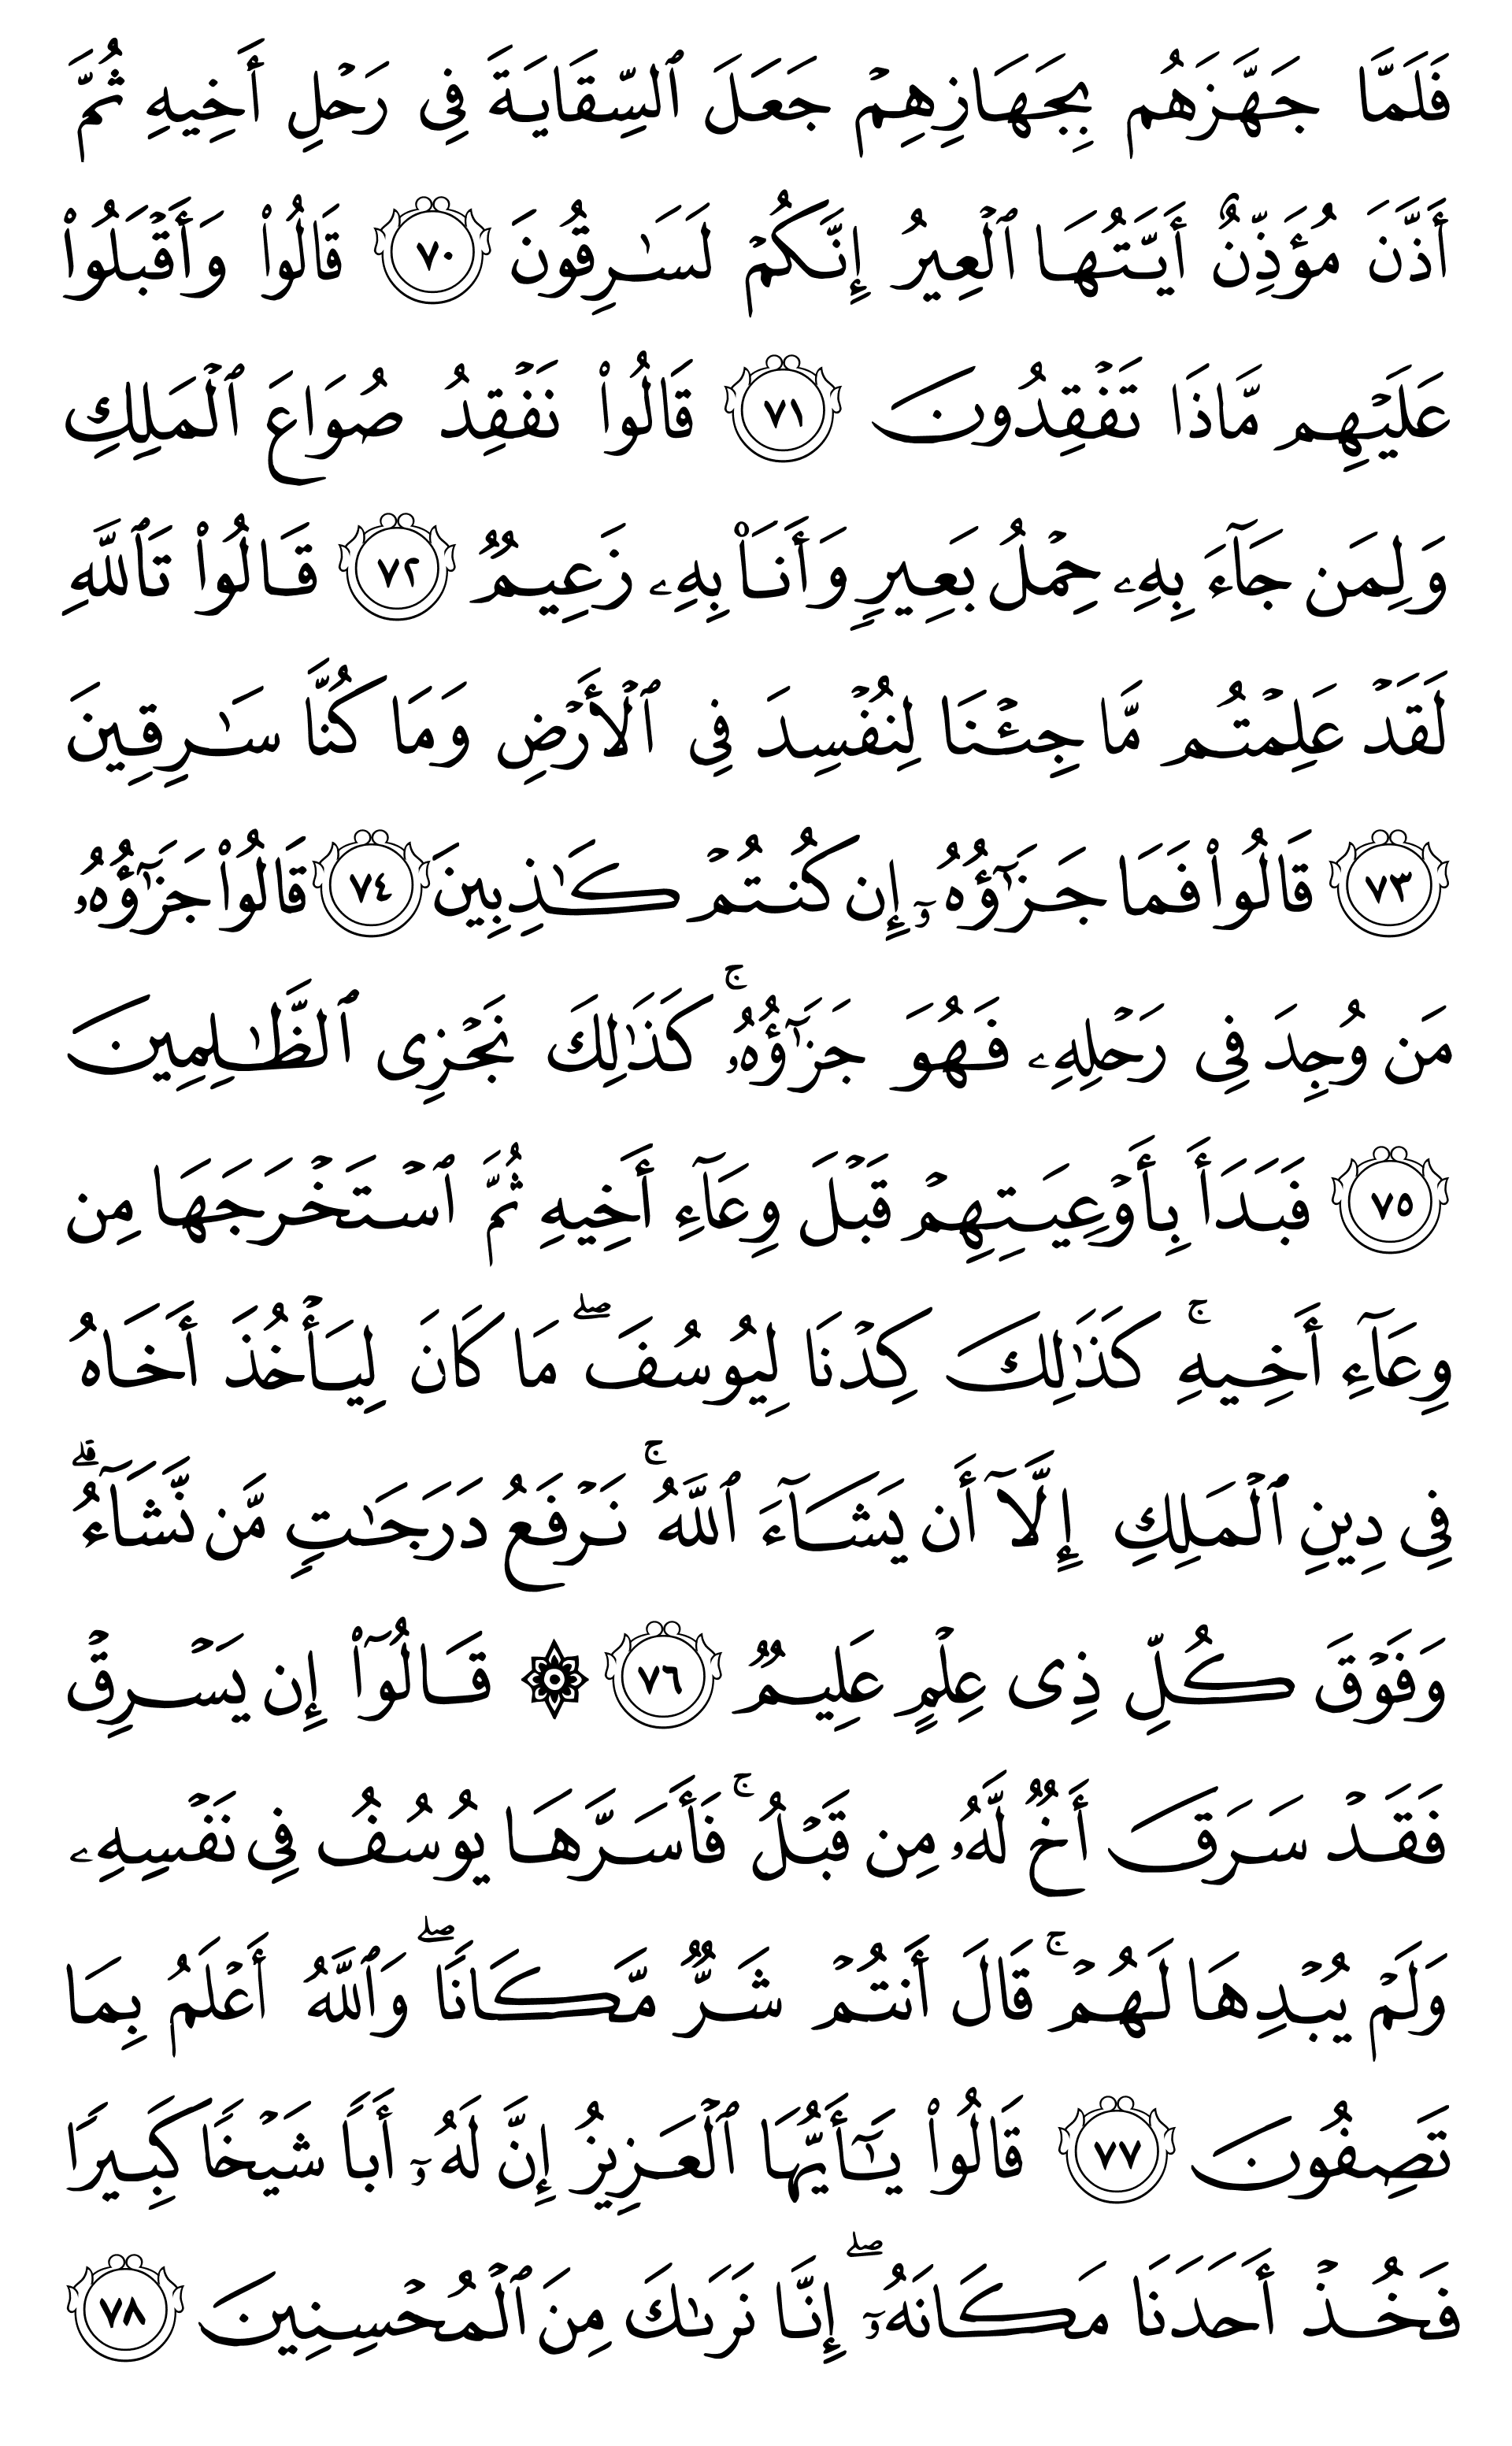 فَلَمَّا جَهَّزَهُم بِجَهَازِهِمْ جَعَلَ ٱلسِّقَايَةَ فِى رَحْلِ أَخِيهِ ثُمَّ
أَذَّنَ مُؤَذِّنٌ أَيَّتُهَا ٱلْعِيرُ إِنَّكُمْ لَسَـٰرِقُونَ ٧٠ قَالُوا۟ وَأَقْبَلُوا۟
عَلَيْهِم مَّاذَا تَفْقِدُونَ ٧١ قَالُوا۟ نَفْقِدُ صُوَاعَ ٱلْمَلِكِ
وَلِمَن جَآءَ بِهِۦ حِمْلُ بَعِيرٍ وَأَنَا۠ بِهِۦ زَعِيمٌ ٧٢ قَالُوا۟ تَٱللَّهِ
لَقَدْ عَلِمْتُم مَّا جِئْنَا لِنُفْسِدَ فِى ٱلْأَرْضِ وَمَا كُنَّا سَـٰرِقِينَ
٧٣ قَالُوا۟ فَمَا جَزَٰٓؤُهُۥٓ إِن كُنتُمْ كَـٰذِبِينَ ٧٤ قَالُوا۟ جَزَٰٓؤُهُۥ
مَن وُجِدَ فِى رَحْلِهِۦ فَهُوَ جَزَٰٓؤُهُۥ ۚ كَذَٰلِكَ نَجْزِى ٱلظَّـٰلِمِينَ
٧٥ فَبَدَأَ بِأَوْعِيَتِهِمْ قَبْلَ وِعَآءِ أَخِيهِ ثُمَّ ٱسْتَخْرَجَهَا مِن
وِعَآءِ أَخِيهِ ۚ كَذَٰلِكَ كِدْنَا لِيُوسُفَ ۖ مَا كَانَ لِيَأْخُذَ أَخَاهُ
فِى دِينِ ٱلْمَلِكِ إِلَّآ أَن يَشَآءَ ٱللَّهُ ۚ نَرْفَعُ دَرَجَـٰتٍ مَّن نَّشَآءُ ۗ
وَفَوْقَ كُلِّ ذِى عِلْمٍ عَلِيمٌ ٧٦ ۞ قَالُوٓا۟ إِن يَسْرِقْ
فَقَدْ سَرَقَ أَخٌ لَّهُۥ مِن قَبْلُ ۚ فَأَسَرَّهَا يُوسُفُ فِى نَفْسِهِۦ
وَلَمْ يُبْدِهَا لَهُمْ ۚ قَالَ أَنتُمْ شَرٌّ مَّكَانًا ۖ وَٱللَّهُ أَعْلَمُ بِمَا
تَصِفُونَ ٧٧ قَالُوا۟ يَـٰٓأَيُّهَا ٱلْعَزِيزُ إِنَّ لَهُۥٓ أَبًا شَيْخًا كَبِيرًا
فَخُذْ أَحَدَنَا مَكَانَهُۥٓ ۖ إِنَّا نَرَىٰكَ مِنَ ٱلْمُحْسِنِينَ ٧٨